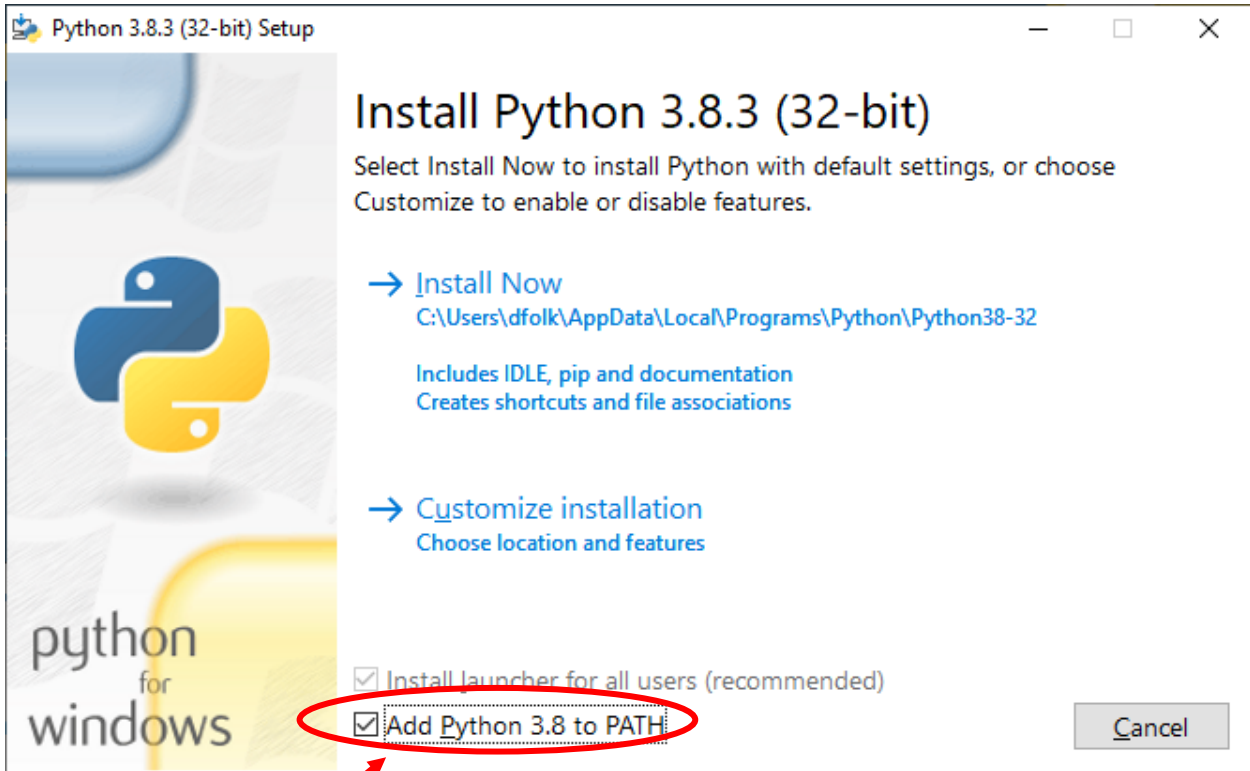 Python 3.8.3 (32-bit) Setup
Install Python 3.8.3 (32-bit)
Select Install Now to install Python with default settings, or choose
Customize to enable or disable features.
Install Now
C:\Users\dfolk\AppData\Local\Programs\Python\Python38-32
Includes IDLE, pip and documentation
Creates shortcuts and file associations
Customize installation
Choose location and features
python
for
windows
Install launcher for all users (recommended)
Add Python 3.8 to PATH
Cancel